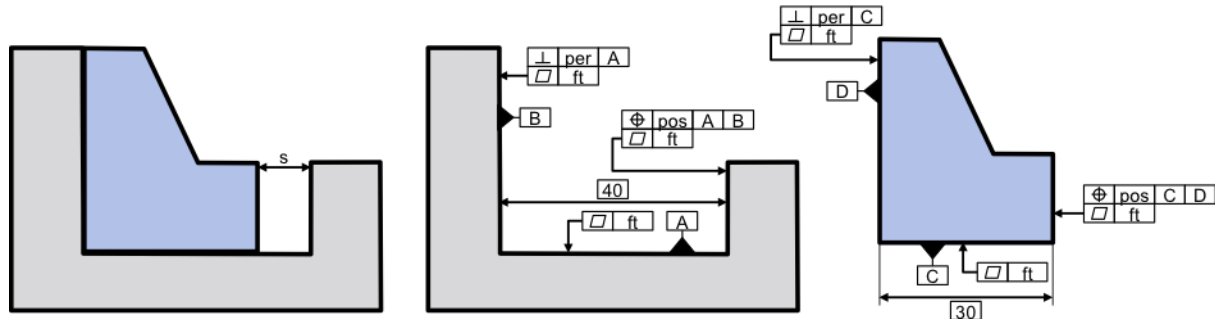 s
⊥ per A
⏥ ft
B
⌖ pos A B
⏥ ft
40
⏥ ft
A
⊥ per C
⏥ ft
D
⌖ pos C D
⏥ ft
C
⏥ ft
30